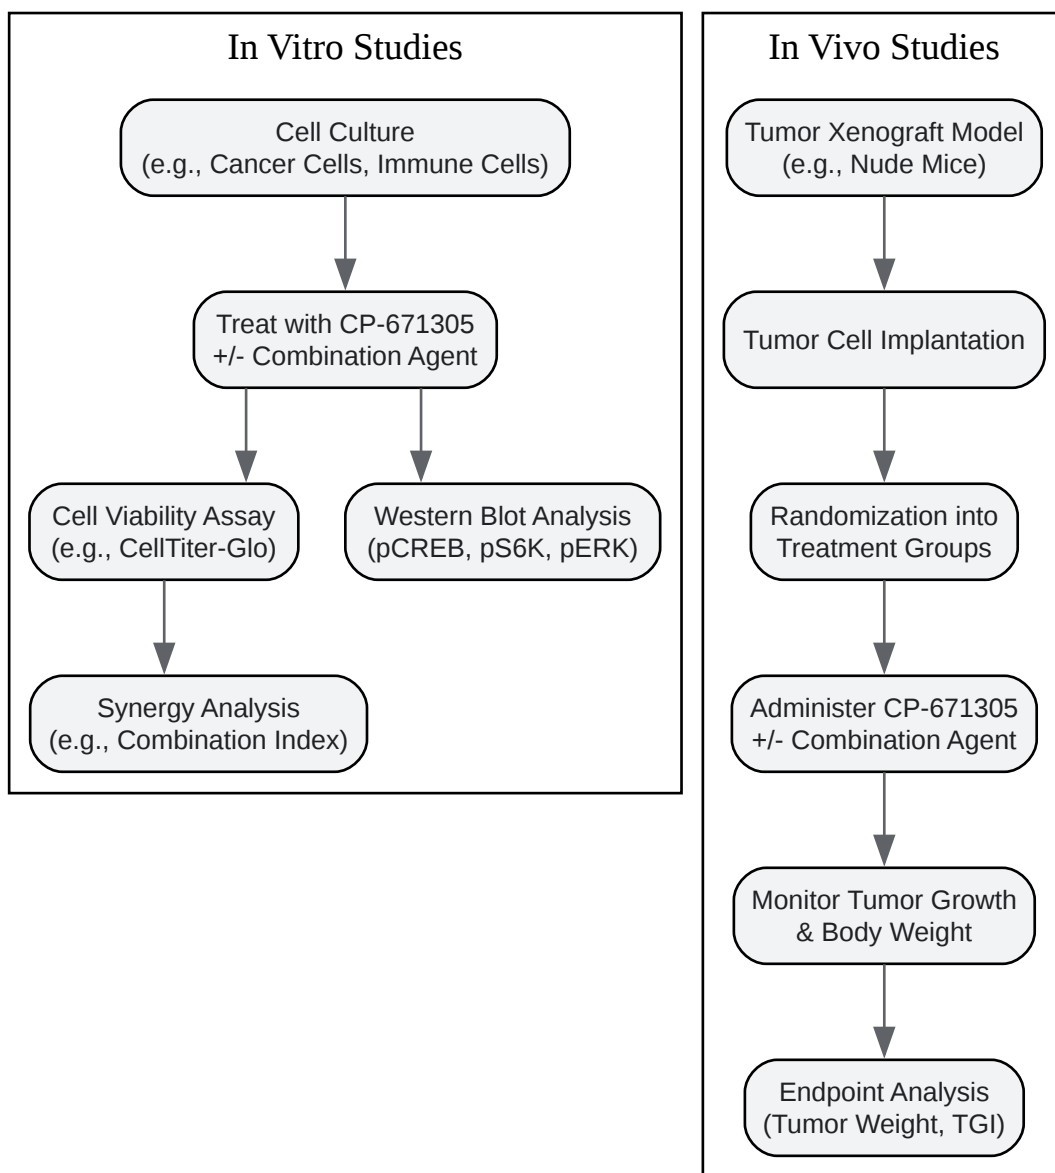 In Vitro Studies
Cell Culture
(e.g., Cancer Cells, Immune Cells)
Treat with CP-671305
+/- Combination Agent
Cell Viability Assay
(e.g., CellTiter-Glo)
Western Blot Analysis
(pCREB, pS6K, pERK)
Synergy Analysis
(e.g., Combination Index)
In Vivo Studies
Tumor Xenograft Model
(e.g., Nude Mice)
Tumor Cell Implantation
Randomization into
Treatment Groups
Administer CP-671305
+/- Combination Agent
Monitor Tumor Growth
& Body Weight
Endpoint Analysis
(Tumor Weight, TGI)